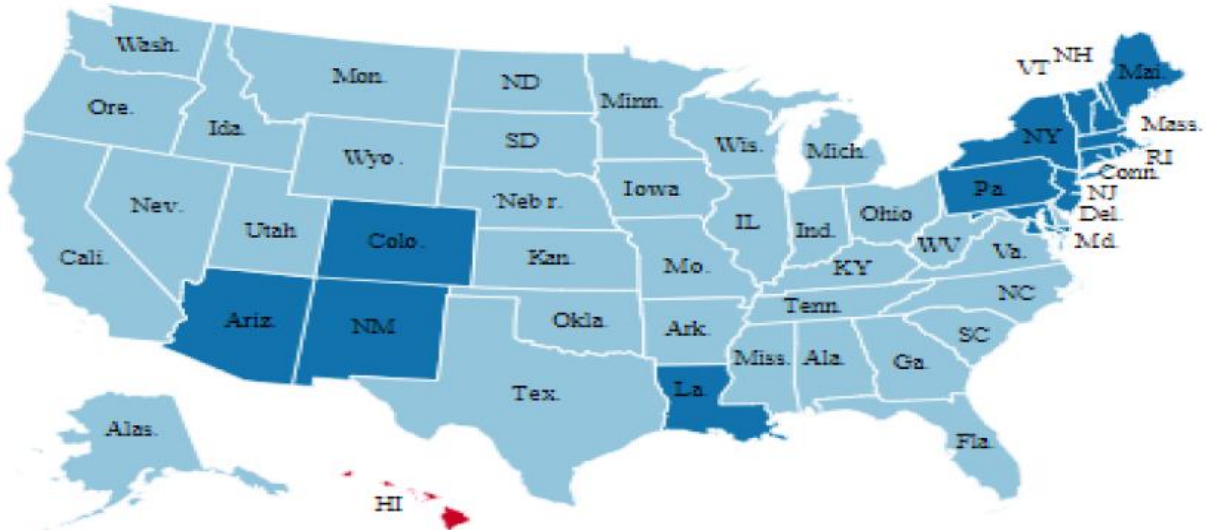 Wash.
Mon.
ND
Minn.
VT
NH
Mai.
Ore.
Ida.
SD
Wis.
Mich.
NY
Mass.
Wyo .
RI
Conn.
Nev.
'Neb r.
Iowa
Pa.
NJ
Utah
Colo.
IL
Ind.
Ohio
Del.
Cali.
Kan.
Mo.
WV
Va.
Md.
KY
Ariz.
NM
Okla.
Ark.
Tenn.
NC
SC
Tex.
La.
Miss.
Ala.
Ga.
Alas.
Fla.
HI